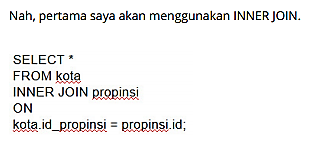 Nah, pertama saya akan menggunakan INNER JOIN.
SELECT *
FROM kota
INNER JOIN propinsi
ON
kota.id_propinsi = propinsi.id;